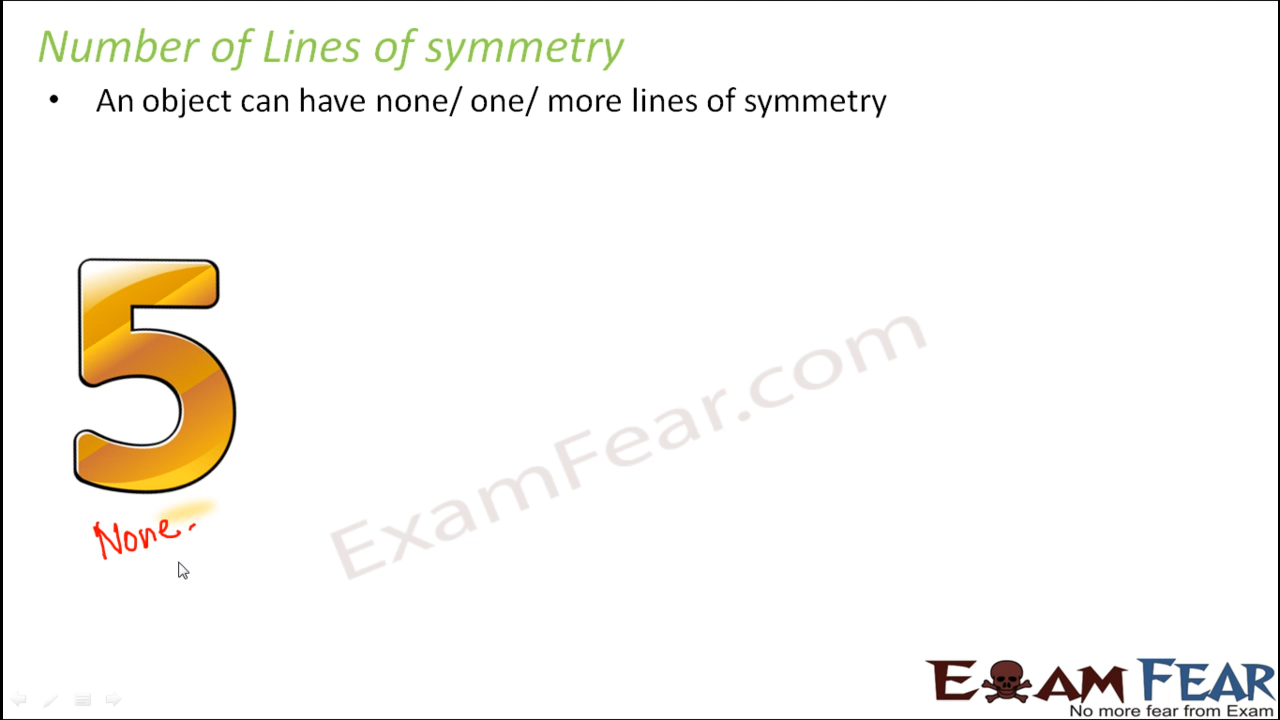 Number of Lines of symmetry
• An object can have none/ one/ more lines of symmetry
5
None.
ExamFear.com
EXAM FEAR
No more fear from Exam